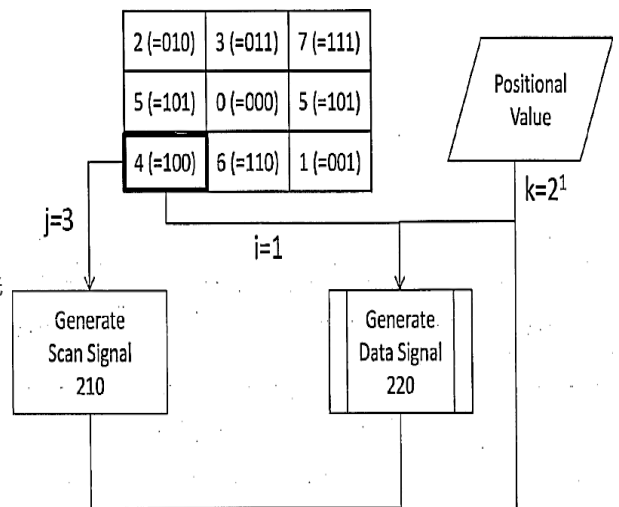 2 (=010) 3 (=011) 7 (=111)
5 (=101) 0 (=000) 5 (=101)
4 (=100) 6 (=110) 1 (=001)
Positional
Value
k=2¹
j=3
i=1
Generate
Scan Signal
210
Generate
Data Signal
220